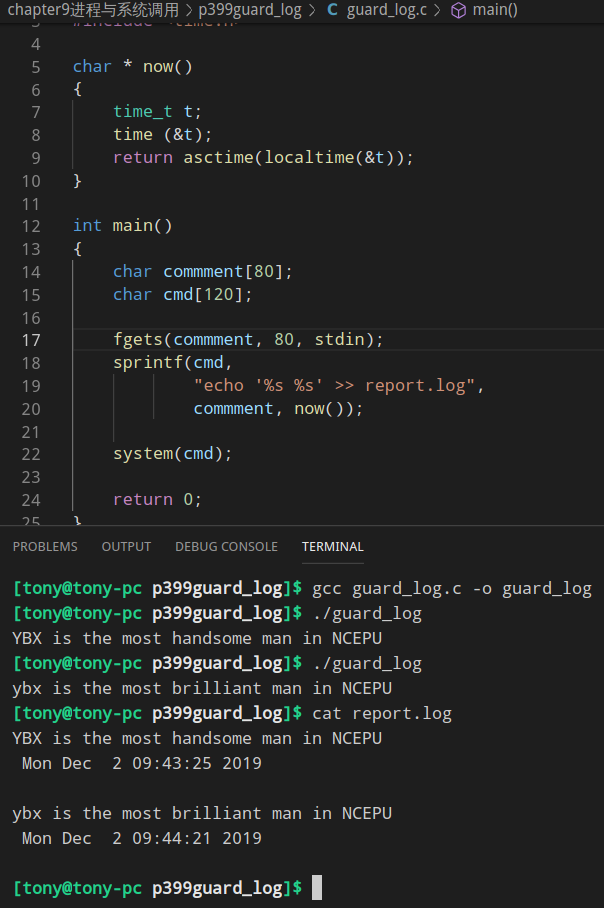 chapter9进程与系统调用 > p399guard_log > C guard_log.c > main()
4
5 char * now()
6 {
7     time_t t;
8     time (&t);
9     return asctime(localtime(&t));
10 }
11
12 int main()
13 {
14     char commment[80];
15     char cmd[120];
16
17     fgets(commment, 80, stdin);
18     sprintf(cmd,
19             "echo '%s %s' >> report.log",
20             commment, now());
21
22     system(cmd);
23
24     return 0;
25 }
PROBLEMS OUTPUT DEBUG CONSOLE TERMINAL
[tony@tony-pc p399guard_log]$ gcc guard_log.c -o guard_log
[tony@tony-pc p399guard_log]$ ./guard_log
YBX is the most handsome man in NCEPU
[tony@tony-pc p399guard_log]$ ./guard_log
ybx is the most brilliant man in NCEPU
[tony@tony-pc p399guard_log]$ cat report.log
YBX is the most handsome man in NCEPU
 Mon Dec  2 09:43:25 2019

ybx is the most brilliant man in NCEPU
 Mon Dec  2 09:44:21 2019

[tony@tony-pc p399guard_log]$